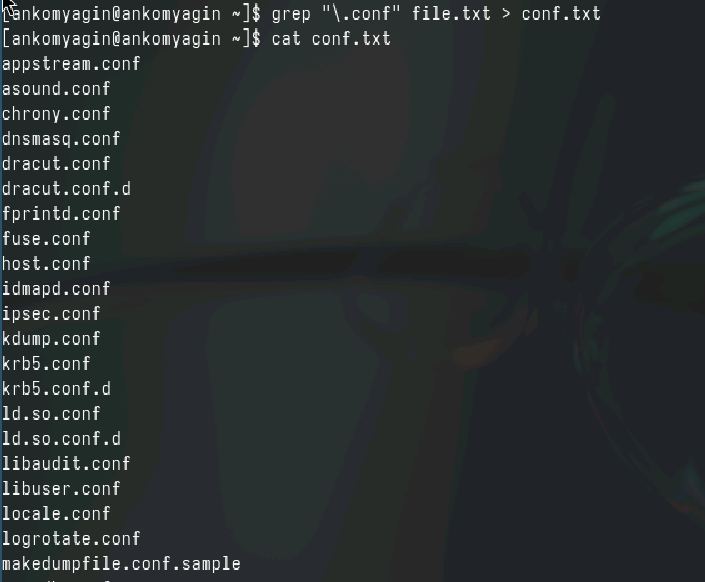 [ankomyagin@ankomyagin ~]$ grep "\.conf" file.txt > conf.txt
[ankomyagin@ankomyagin ~]$ cat conf.txt
appstream.conf
asound.conf
chrony.conf
dnsmasq.conf
dracut.conf
dracut.conf.d
fprintd.conf
fuse.conf
host.conf
idmapd.conf
ipsec.conf
kdump.conf
krb5.conf
krb5.conf.d
ld.so.conf
ld.so.conf.d
libaudit.conf
libuser.conf
locale.conf
logrotate.conf
makedumpfile.conf.sample